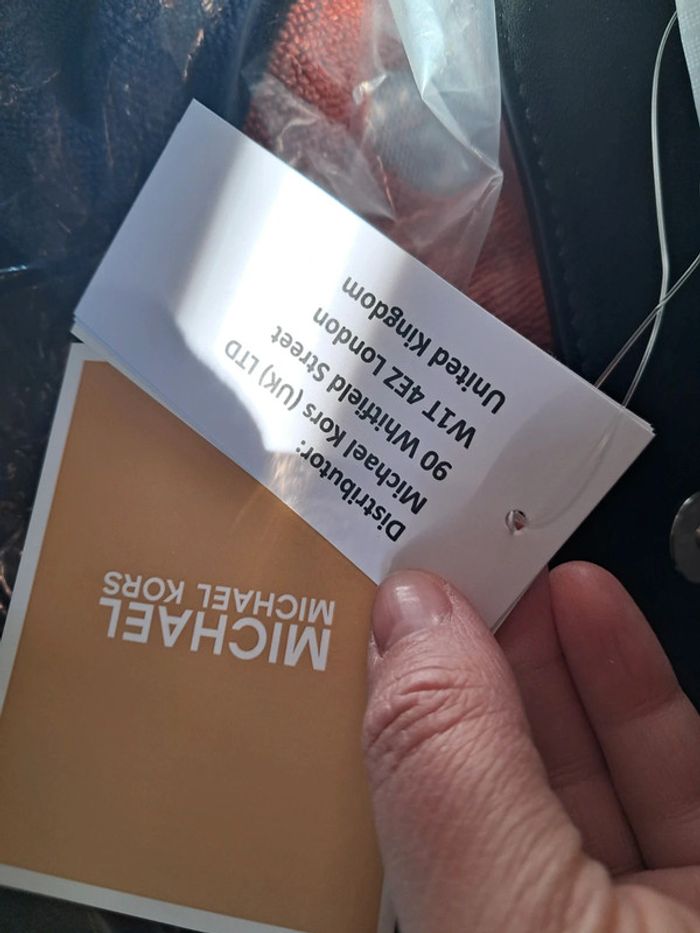 Distributor:
Michael Kors (UK) LTD
90 Whitfield Street
W1T 4EZ London
United Kingdom
MICHAEL
MICHAEL KORS